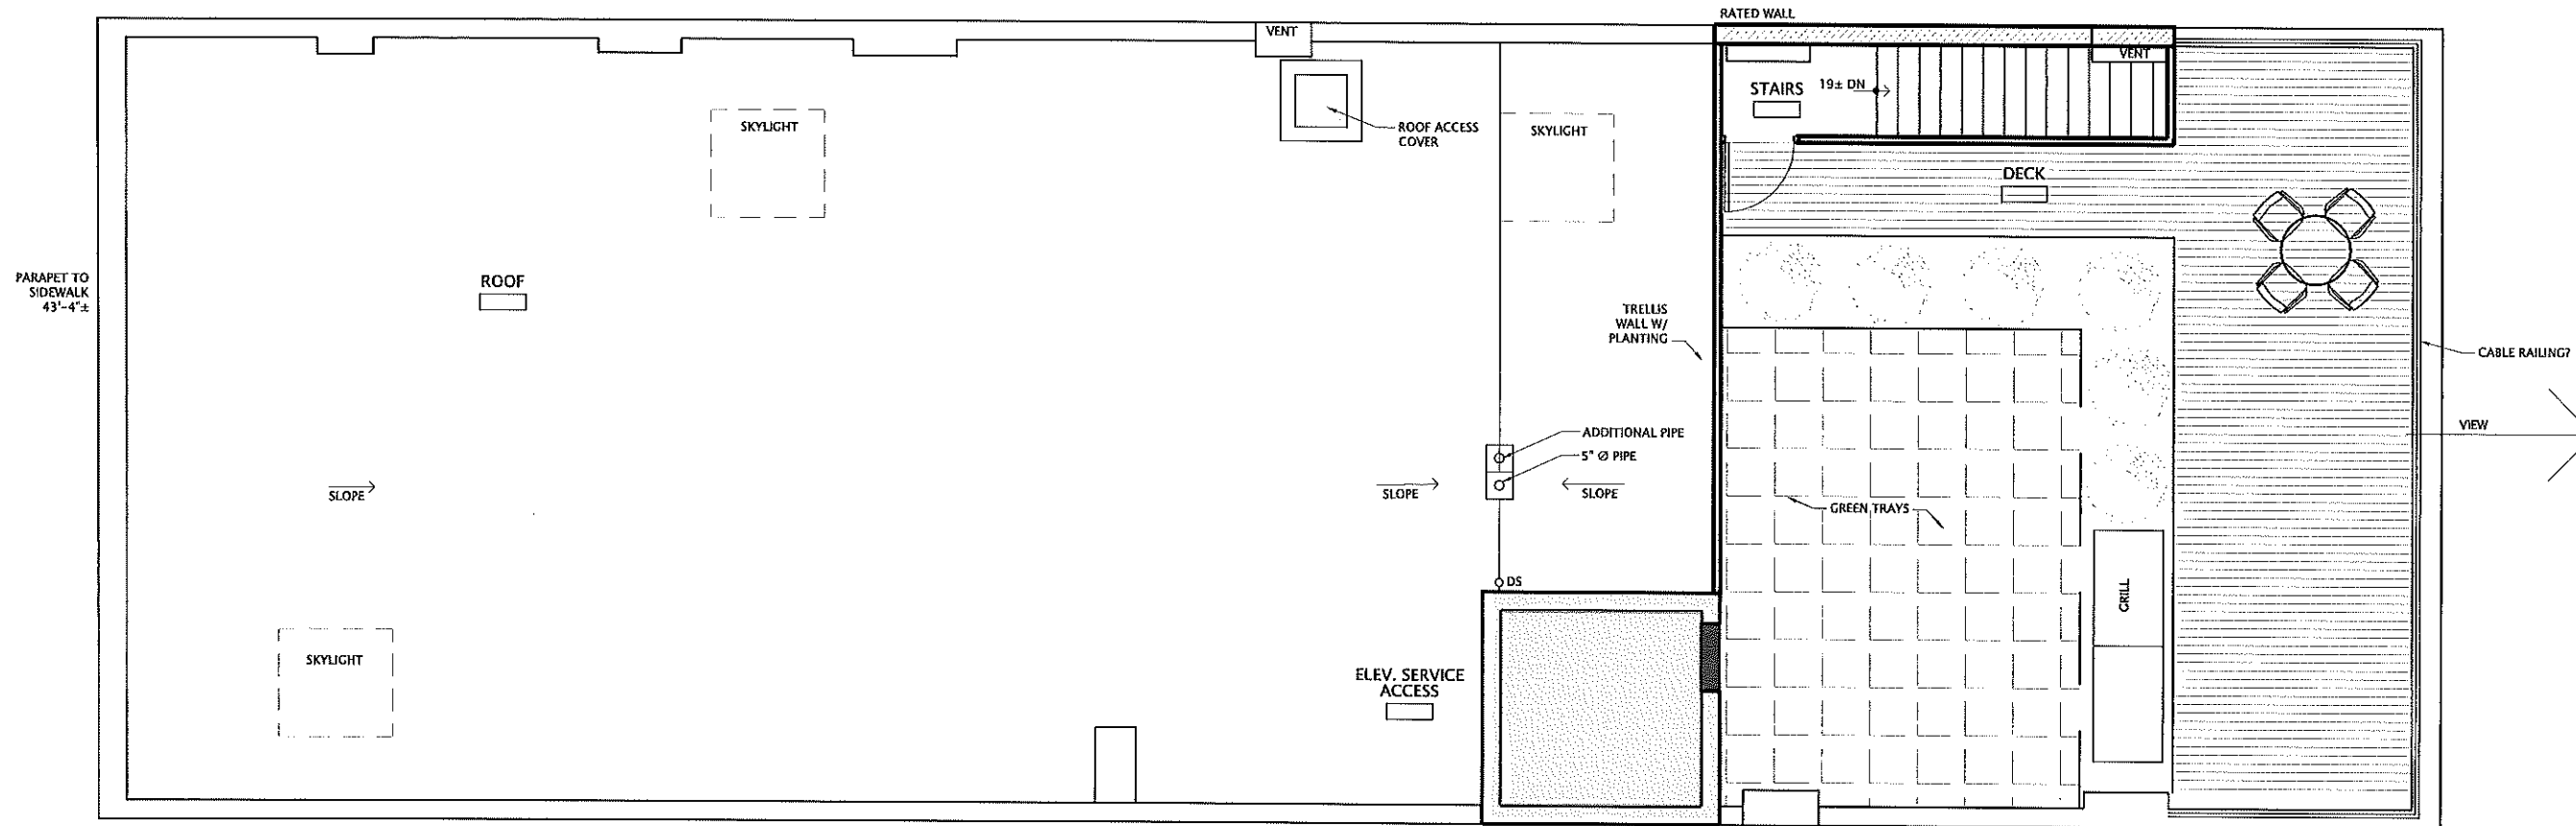 RATED WALL
VENT
VENT
STAIRS
19± DN
SKYLIGHT
ROOF ACCESS
COVER
SKYLIGHT
DECK
PARAPET TO
SIDEWALK
43'-4"±
ROOF
TRELLIS
WALL W/
PLANTING
CABLE RAILING?
VIEW
ADDITIONAL PIPE
5" Ø PIPE
SLOPE
SLOPE
SLOPE
GREEN TRAYS
DS
GRILL
SKYLIGHT
ELEV. SERVICE
ACCESS